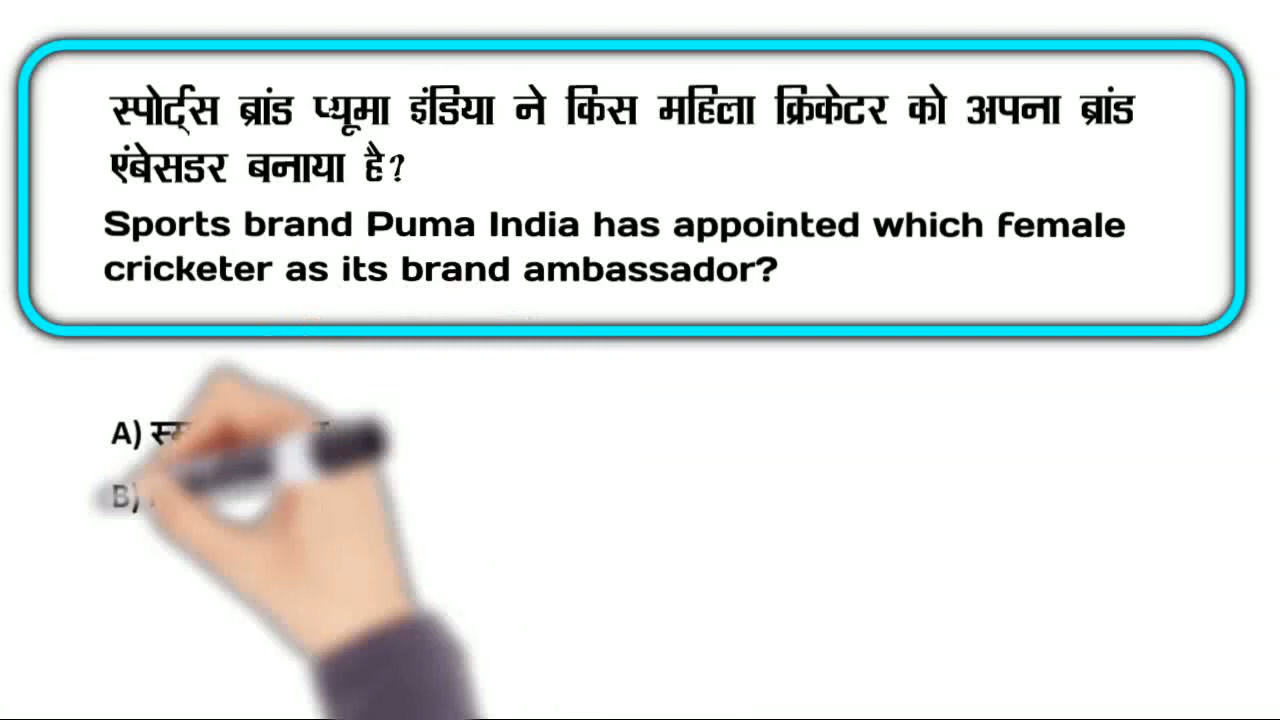 स्पोर्ट्स ब्रांड प्यूमा इंडिया ने किस महिला क्रिकेटर को अपना ब्रांड
एंबेसडर बनाया है?
Sports brand Puma India has appointed which female
cricketer as its brand ambassador?
A)
B)